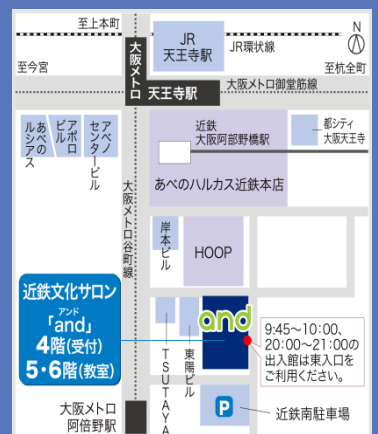 至上本町
N
JR
天王寺駅
JR環状線
至今宮
至杭全町
大阪メトロ
大阪メトロ御堂筋線
天王寺駅
あべの
ルシアス
アポロ
ビル
アベノ
センタービル
近鉄
大阪阿部野橋駅
都シティ
大阪天王寺
あべのハルカス近鉄本店
大阪メトロ谷町線
岸本ビル
HOOP
近鉄文化サロン
アンド
「and」
4階(受付)
5・6階(教室)
TSUTAYA
東陽ビル
and
9:45〜10:00、
20:00〜21:00の
出入館は東入口を
ご利用ください。
P
近鉄南駐車場
大阪メトロ
阿倍野駅